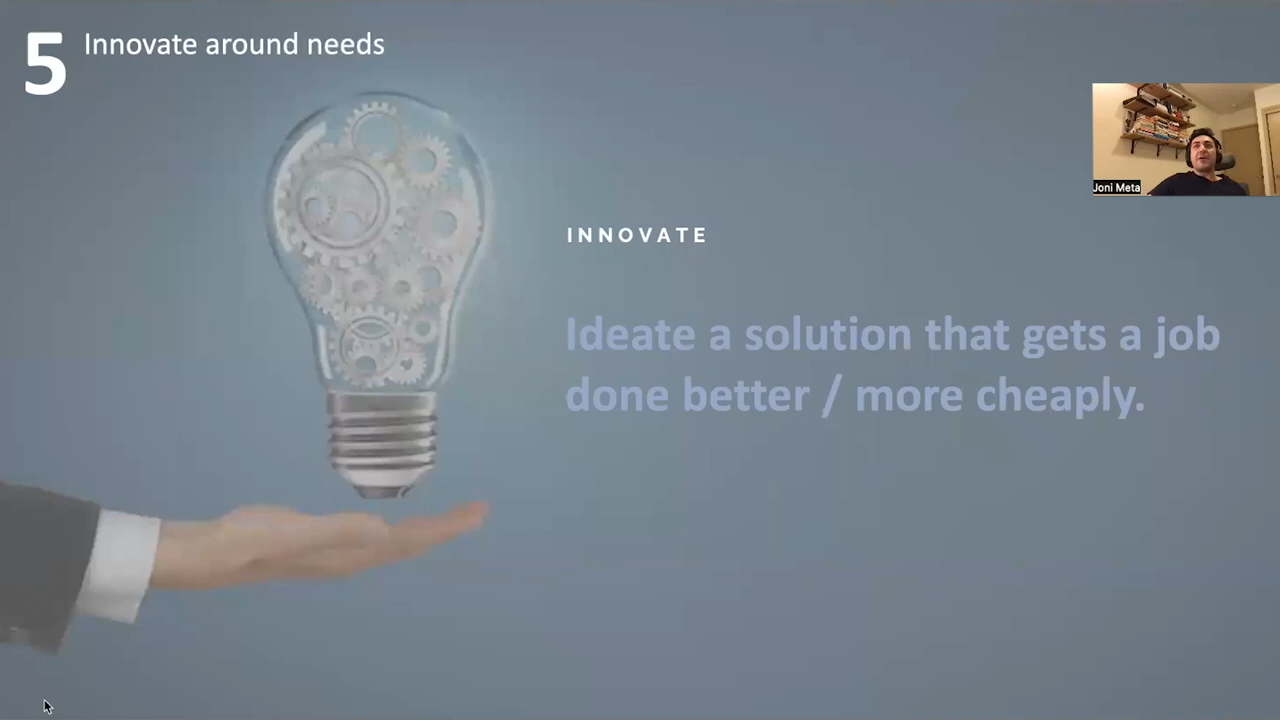 5
Innovate around needs
Joni Meta
INNOVATE
Ideate a solution that gets a job
done better / more cheaply.